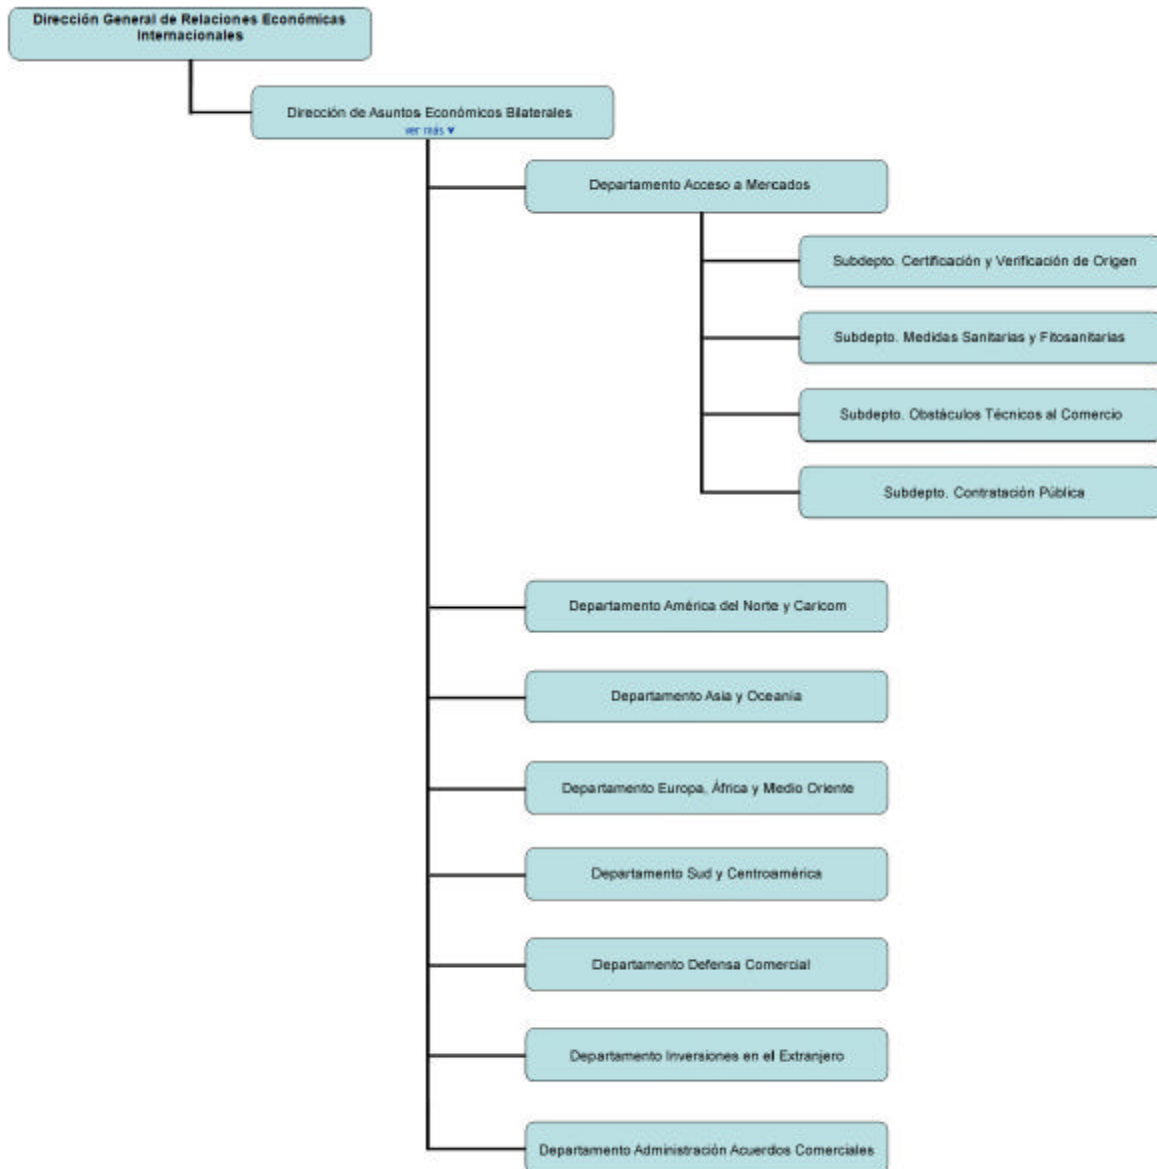 Dirección General de Relaciones Económicas
Internacionales
Dirección de Asuntos Económicos Bilaterales
ver más ▼
Departamento Acceso a Mercados
Subdepto. Certificación y Verificación de Origen
Subdepto. Medidas Sanitarias y Fitosanitarias
Subdepto. Obstáculos Técnicos al Comercio
Subdepto. Contratación Pública
Departamento América del Norte y Caricom
Departamento Asia y Oceanía
Departamento Europa, África y Medio Oriente
Departamento Sud y Centroamérica
Departamento Defensa Comercial
Departamento Inversiones en el Extranjero
Departamento Administración Acuerdos Comerciales